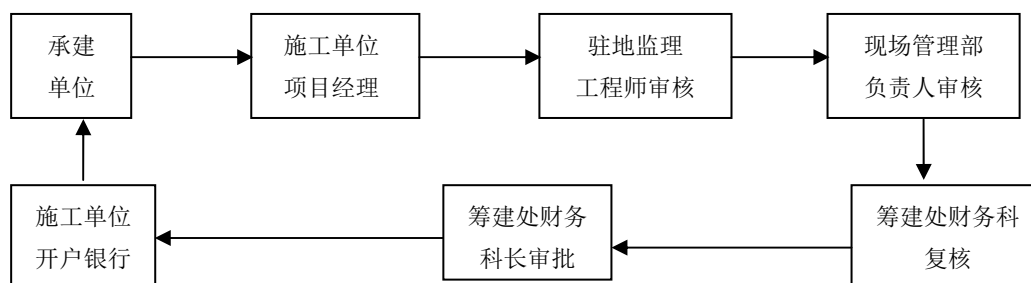 承建
单位
施工单位
项目经理
驻地监理
工程师审核
现场管理部
负责人审核
施工单位
开户银行
筹建处财务
科长审批
筹建处财务科
复核